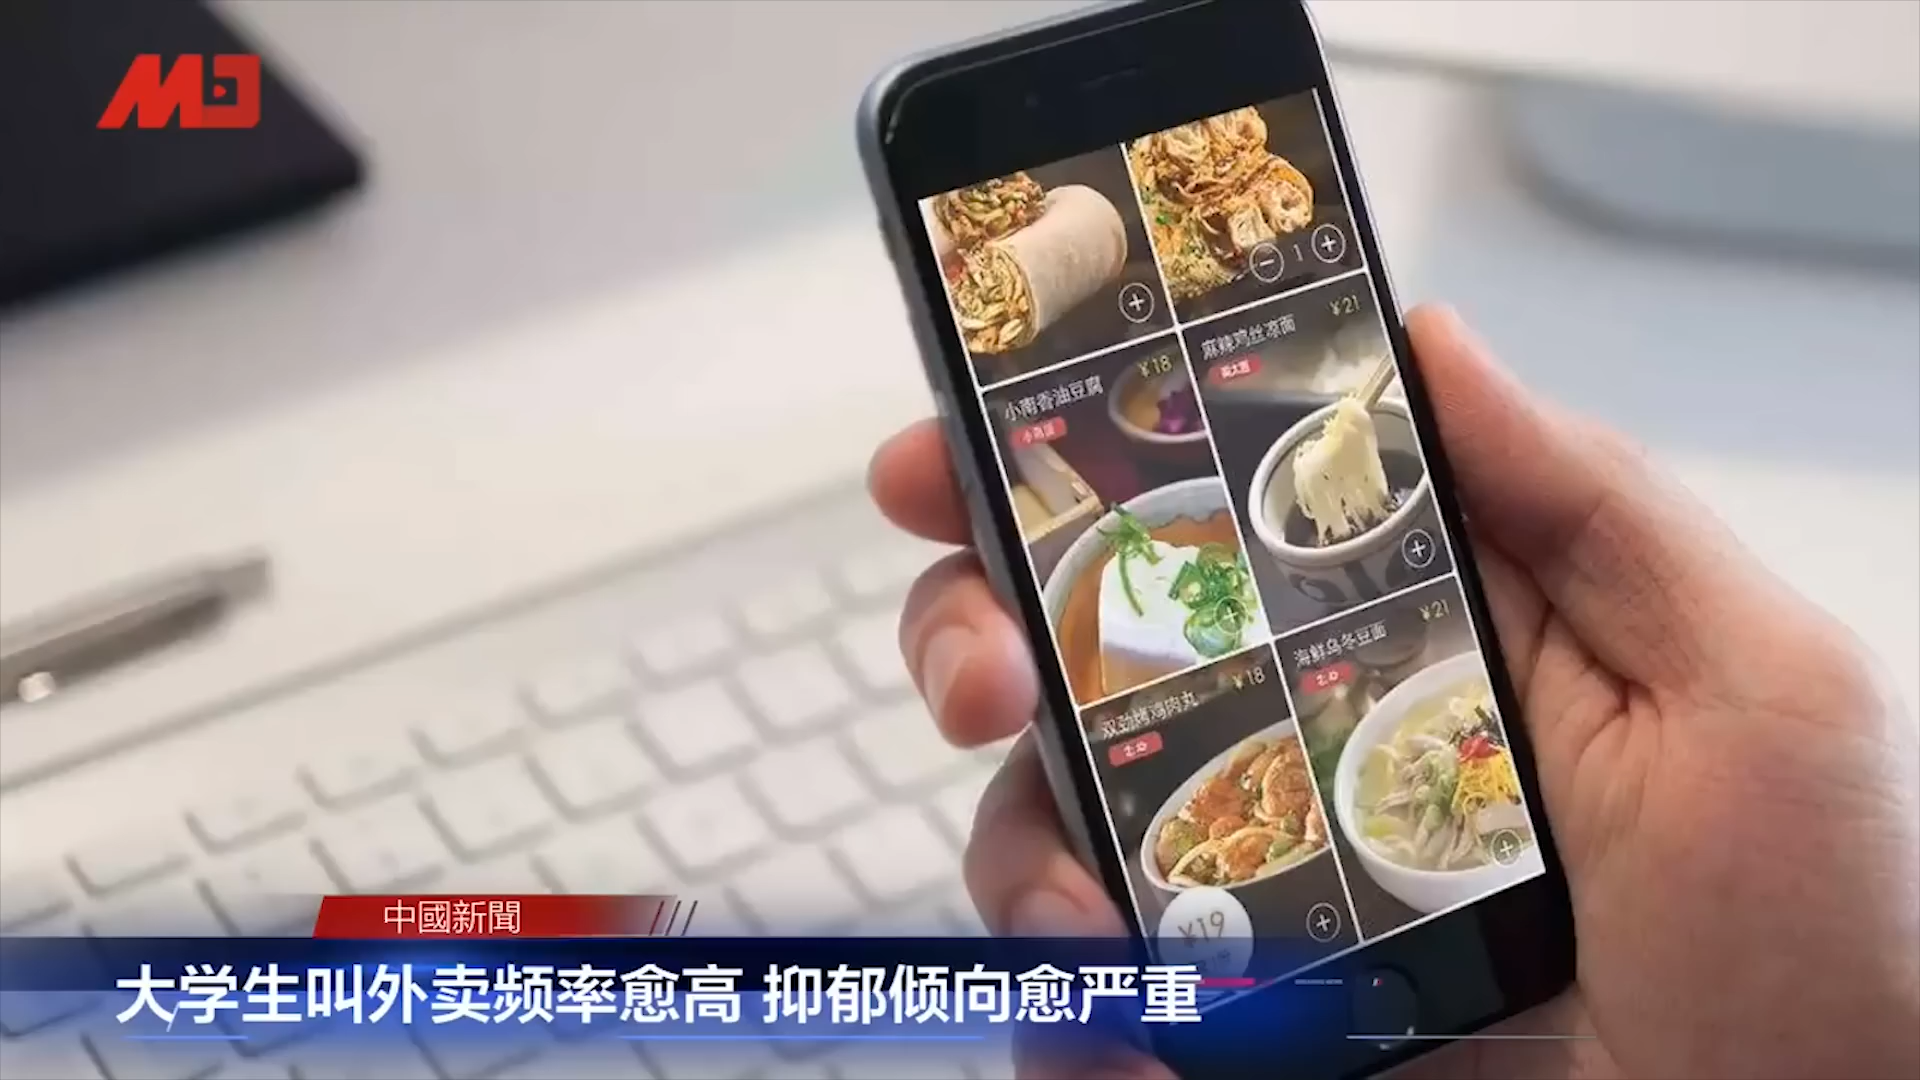 ¥21
麻辣鸡丝凉面
¥18
小南香油豆腐
¥21
海鲜乌冬豆面
¥18
双劲烤鸡肉丸
¥19
中國新聞
大学生叫外卖频率愈高 抑郁倾向愈严重